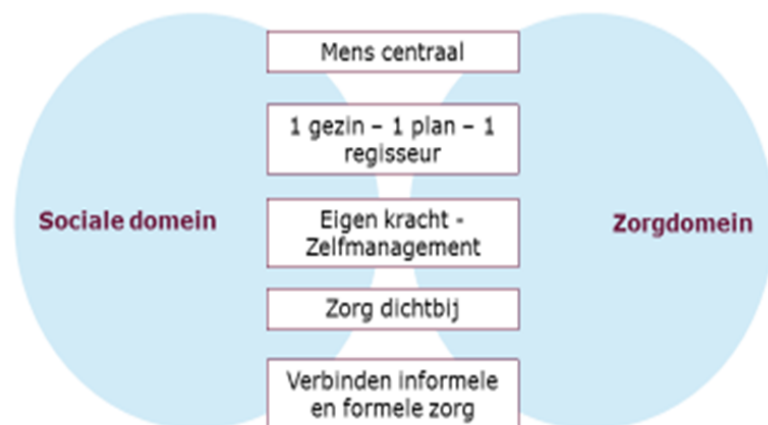 Mens centraal
1 gezin – 1 plan – 1
regisseur
Sociale domein
Eigen kracht -
Zelfmanagement
Zorgdomein
Zorg dichtbij
Verbinden informele
en formele zorg